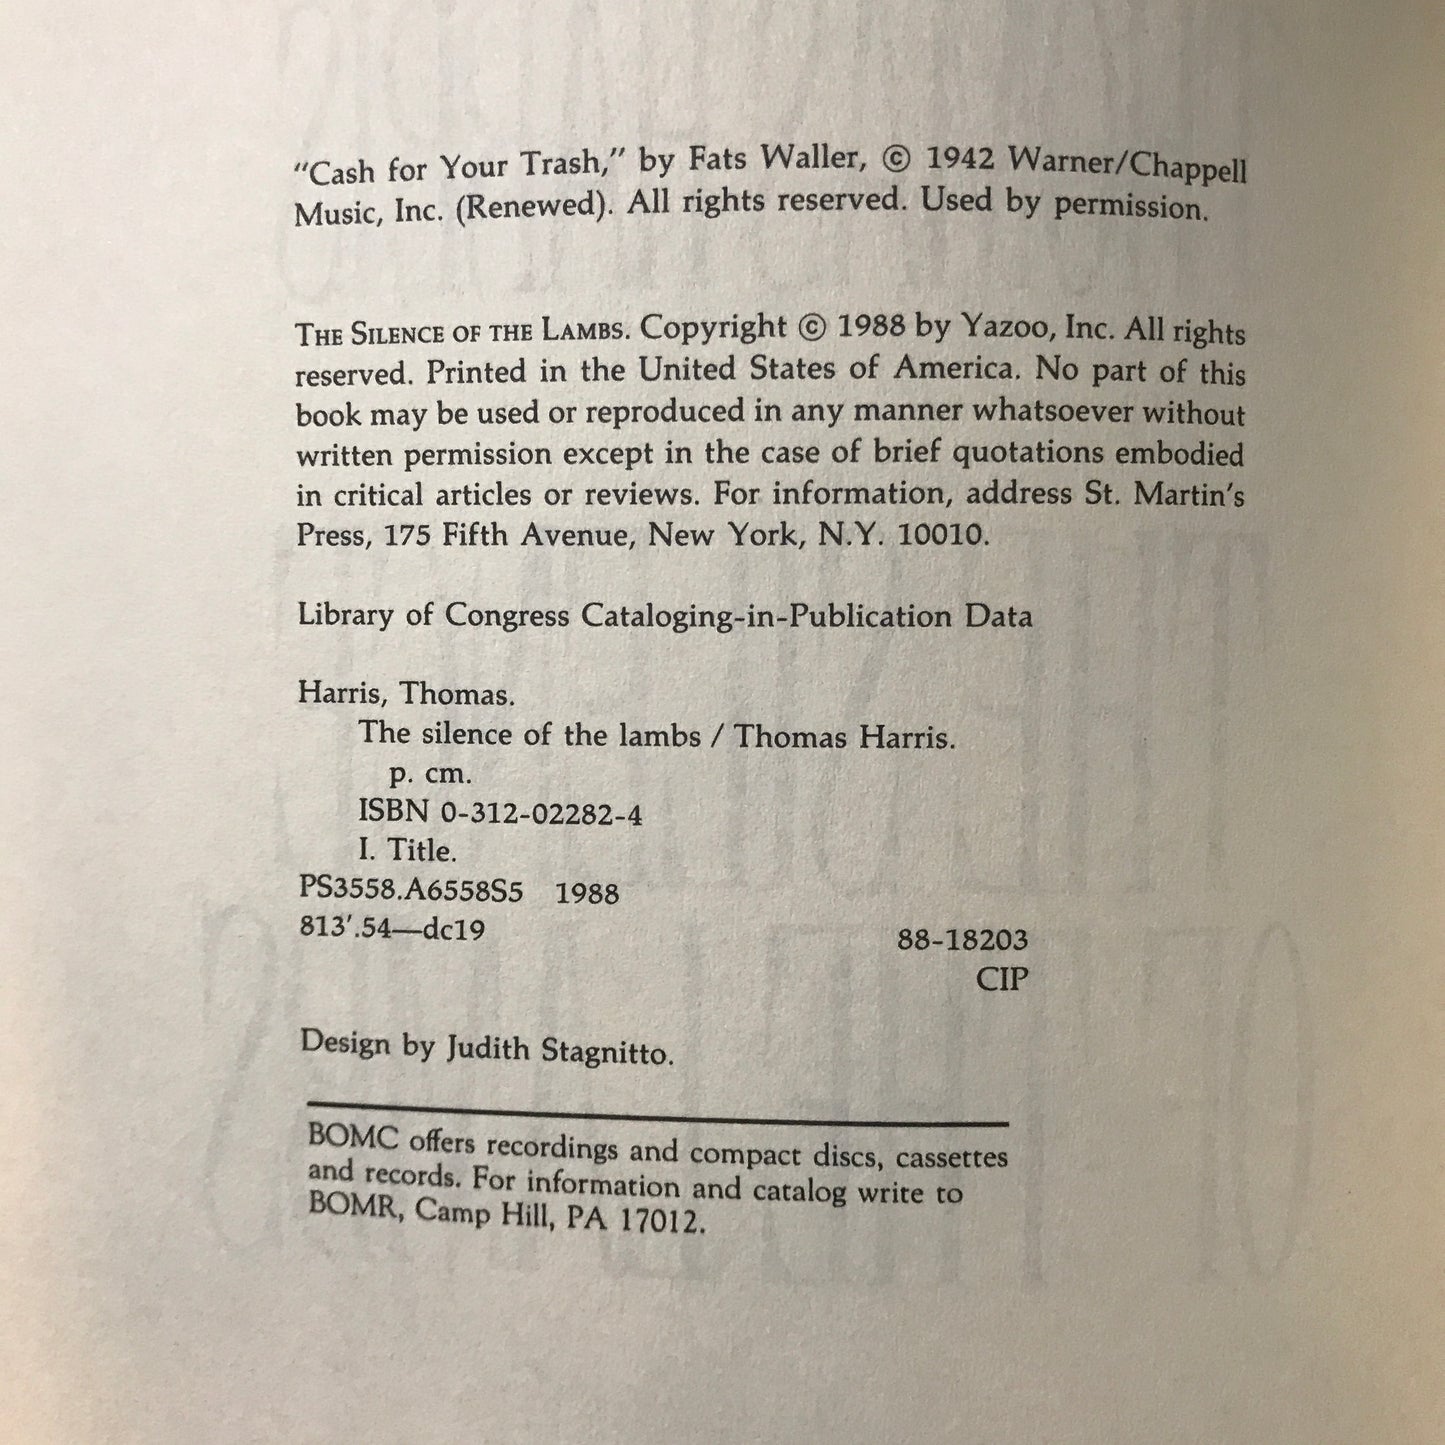 "Cash for Your Trash," by Fats Waller, © 1942 Warner/Chappell
Music, Inc. (Renewed). All rights reserved. Used by permission.
THE SILENCE OF THE LAMBS. Copyright © 1988 by Yazoo, Inc. All rights
reserved. Printed in the United States of America. No part of this
book may be used or reproduced in any manner whatsoever without
written permission except in the case of brief quotations embodied
in critical articles or reviews. For information, address St. Martin's
Press, 175 Fifth Avenue, New York, N.Y. 10010.
Library of Congress Cataloging-in-Publication Data
Harris, Thomas.
The silence of the lambs / Thomas Harris.
p. cm.
ISBN 0-312-02282-4
I. Title.
PS3558.A6558S5 1988
813'.54—dc19
88-18203
CIP
Design by Judith Stagnitto.
BOMC offers recordings and compact discs, cassettes
and records. For information and catalog write to
BOMR, Camp Hill, PA 17012.